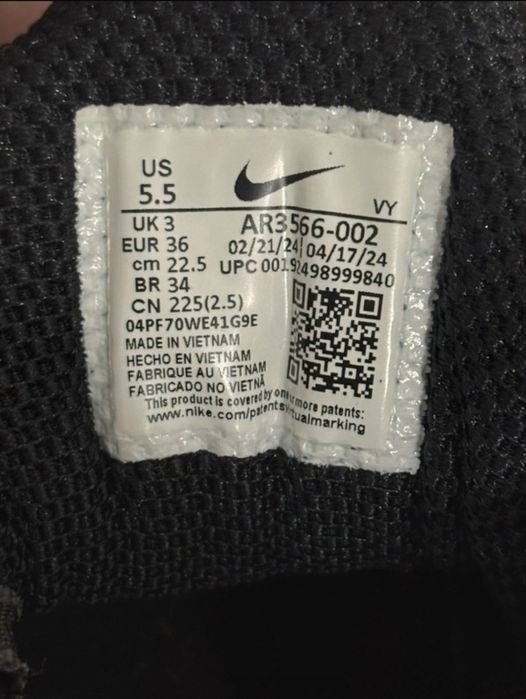 US
5.5
VY
UK 3 AR3566-002
EUR 36 02/21/24 04/17/24
cm 22.5 UPC 00192498999840
BR 34
CN 225(2.5)
04PF70WE41G9E
MADE IN VIETNAM
HECHO EN VIETNAM
FABRIQUE AU VIETNAM
FABRICADO NO VIETNÃ
This product is covered by one or more patents:
www.nike.com/patents
virtualmarking